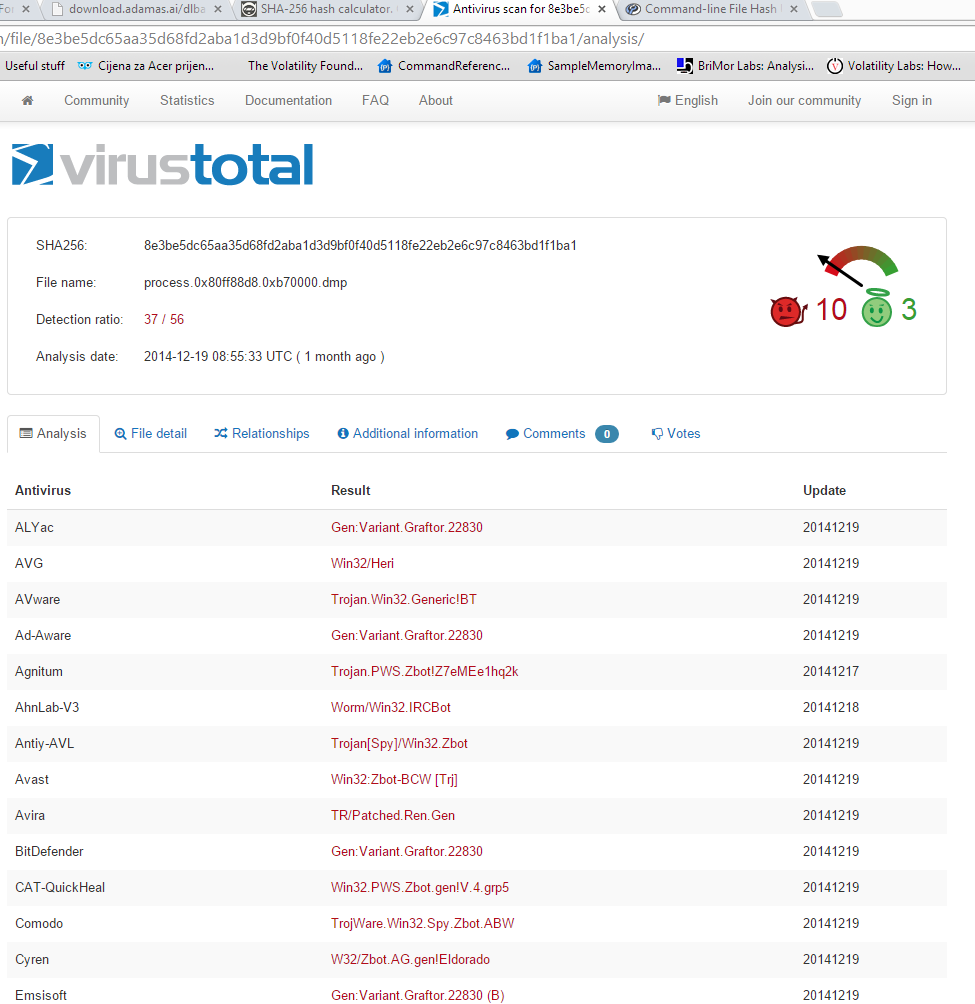 For
download.adamas.ai/dlba
SHA-256 hash calculator.
Antivirus scan for 8e3be5c
Command-line File Hash
/file/8e3be5dc65aa35d68fd2aba1d3d9bf0f40d5118fe22eb2e6c97c8463bd1f1ba1/analysis/
Useful stuff Cijena za Acer prijen... The Volatility Found... CommandReferenc... SampleMemoryIma... BriMor Labs: Analysi... Volatility Labs: How...
Community Statistics Documentation FAQ About English Join our community Sign in
virustotal
SHA256: 8e3be5dc65aa35d68fd2aba1d3d9bf0f40d5118fe22eb2e6c97c8463bd1f1ba1
File name: process.0x80ff88d8.0xb70000.dmp
Detection ratio: 37 / 56
Analysis date: 2014-12-19 08:55:33 UTC ( 1 month ago )
10 3
Analysis File detail Relationships Additional information Comments 0 Votes
Antivirus Result Update
ALYac Gen:Variant.Graftor.22830 20141219
AVG Win32/Heri 20141219
AVware Trojan.Win32.Generic!BT 20141219
Ad-Aware Gen:Variant.Graftor.22830 20141219
Agnitum Trojan.PWS.Zbot!Z7eMEe1hq2k 20141217
AhnLab-V3 Worm/Win32.IRCBot 20141218
Antiy-AVL Trojan[Spy]/Win32.Zbot 20141219
Avast Win32:Zbot-BCW [Trj] 20141219
Avira TR/Patched.Ren.Gen 20141219
BitDefender Gen:Variant.Graftor.22830 20141219
CAT-QuickHeal Win32.PWS.Zbot.gen!V.4.grp5 20141219
Comodo TrojWare.Win32.Spy.Zbot.ABW 20141219
Cyren W32/Zbot.AG.gen!Eldorado 20141219
Emsisoft Gen:Variant.Graftor.22830 (B) 20141219